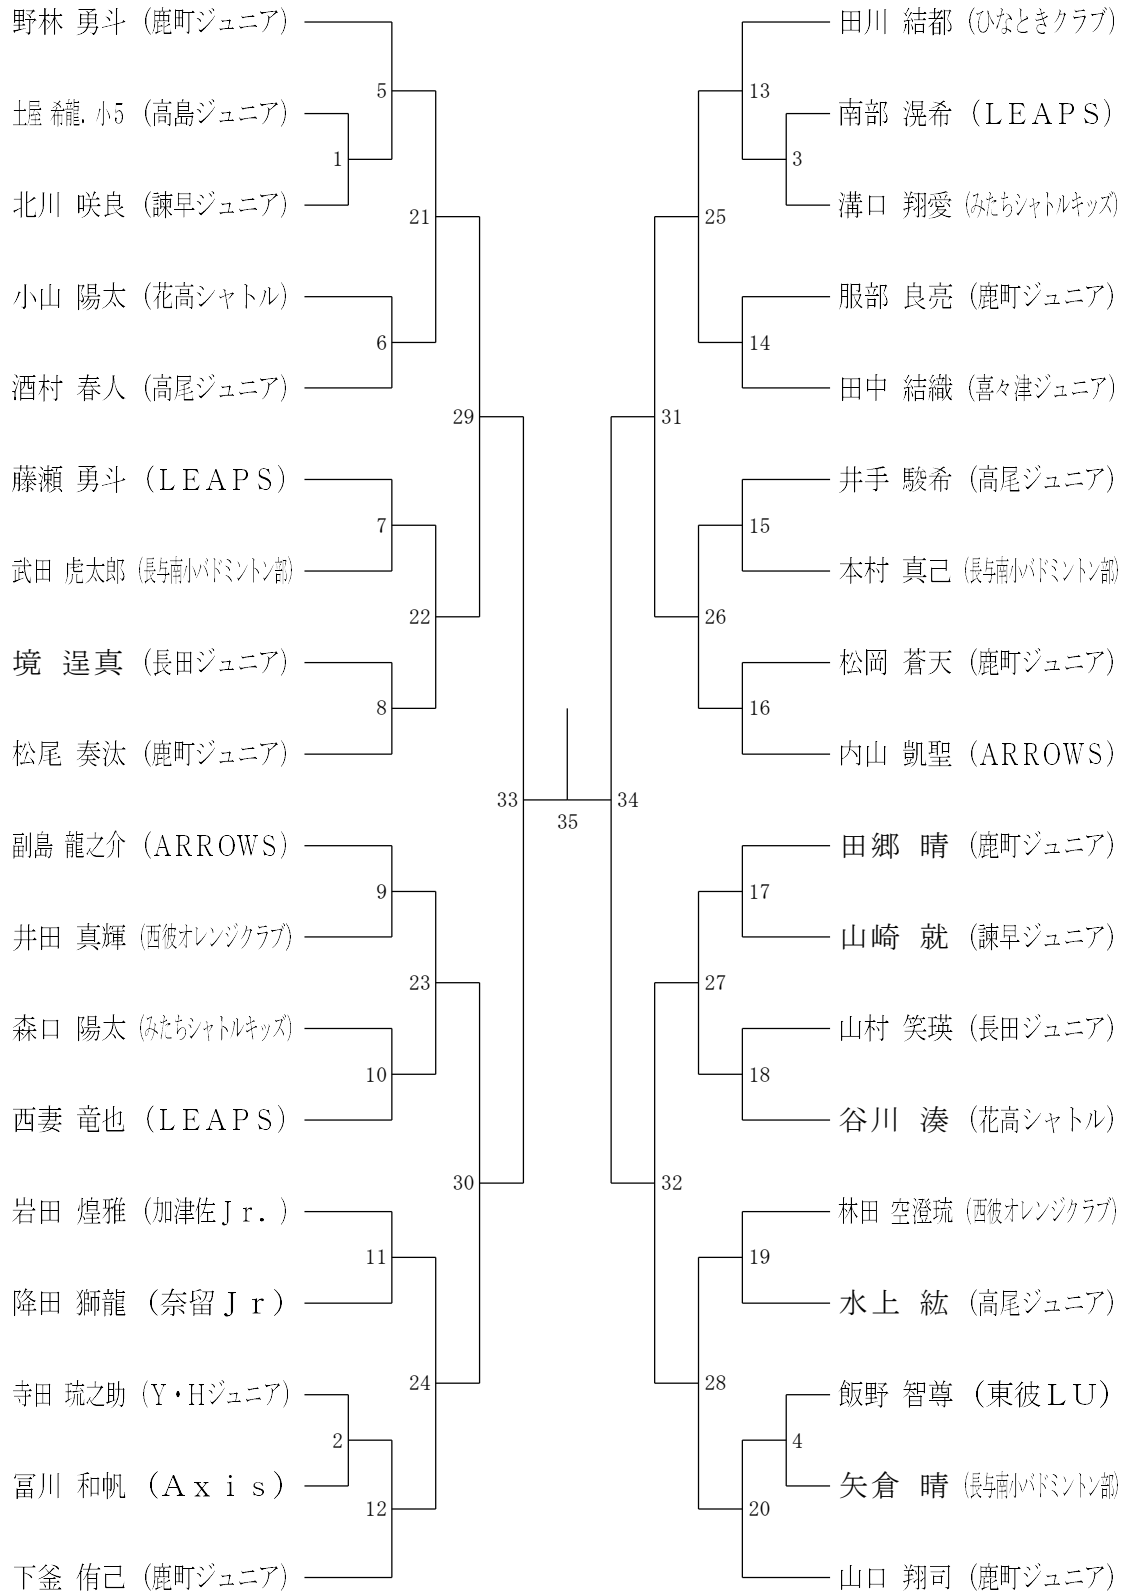 野林 勇斗 (鹿町ジュニア)
5
土屋 希龍. 小5 (高島ジュニア)
1
北川 咲良 (諫早ジュニア)
21
小山 陽太 (花高シャトル)
6
酒村 春人 (高尾ジュニア)
29
藤瀬 勇斗 (LEAPS)
7
武田 虎太郎 (長与南小バドミントン部)
22
境 逞真 (長田ジュニア)
8
松尾 奏汰 (鹿町ジュニア)
33
副島 龍之介 (ARROWS)
9
井田 真輝 (西彼オレンジクラブ)
23
森口 陽太 (みたちシャトルキッズ)
10
西妻 竜也 (LEAPS)
30
岩田 煌雅 (加津佐Jr.)
11
降田 獅龍 (奈留Jr)
24
寺田 琉之助 (Y・Hジュニア)
2
冨川 和帆 (Axis)
12
下釜 侑己 (鹿町ジュニア)
35
田川 結都 (ひなときクラブ)
13
南部 滉希 (LEAPS)
3
溝口 翔愛 (みたちシャトルキッズ)
25
服部 良亮 (鹿町ジュニア)
14
田中 結織 (喜々津ジュニア)
31
井手 駿希 (高尾ジュニア)
15
本村 真己 (長与南小バドミントン部)
26
松岡 蒼天 (鹿町ジュニア)
16
内山 凱聖 (ARROWS)
34
田郷 晴 (鹿町ジュニア)
17
山崎 就 (諫早ジュニア)
27
山村 笑瑛 (長田ジュニア)
18
谷川 湊 (花高シャトル)
32
林田 空澄琉 (西彼オレンジクラブ)
19
水上 紘 (高尾ジュニア)
28
飯野 智尊 (東彼LU)
4
矢倉 晴 (長与南小バドミントン部)
20
山口 翔司 (鹿町ジュニア)